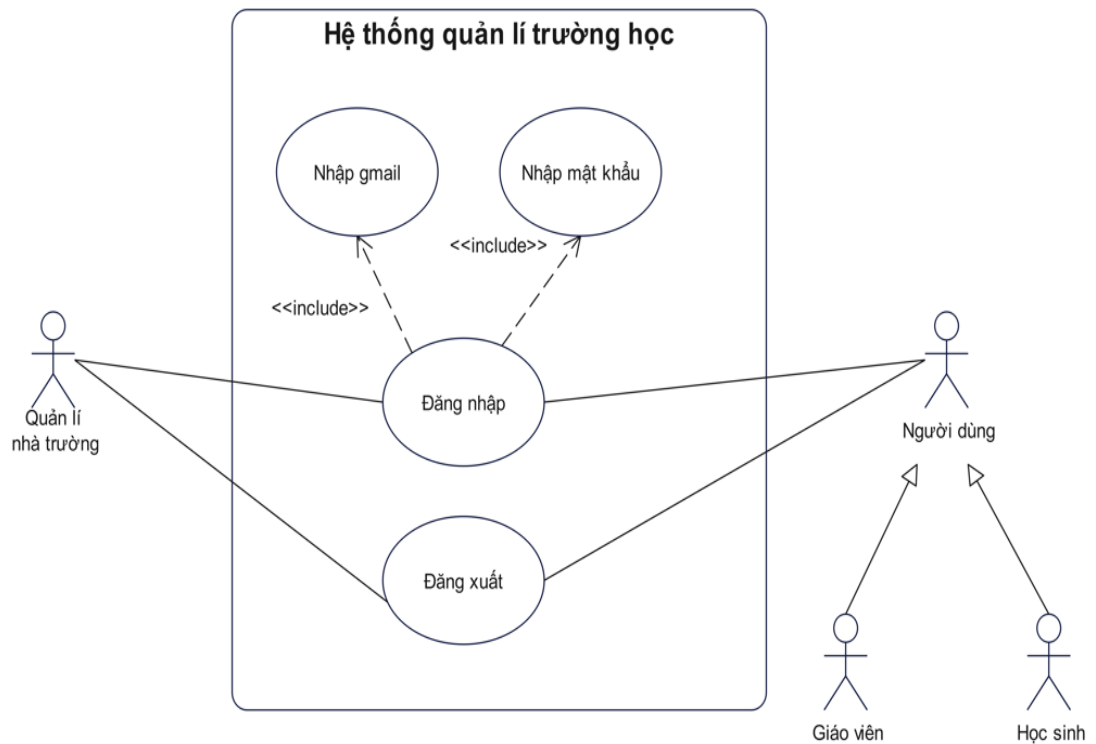 Hệ thống quản lí trường học
Nhập gmail
Nhập mật khẩu
<<include>>
<<include>>
Quản lí
nhà trường
Đăng nhập
Người dùng
Đăng xuất
Giáo viên
Học sinh